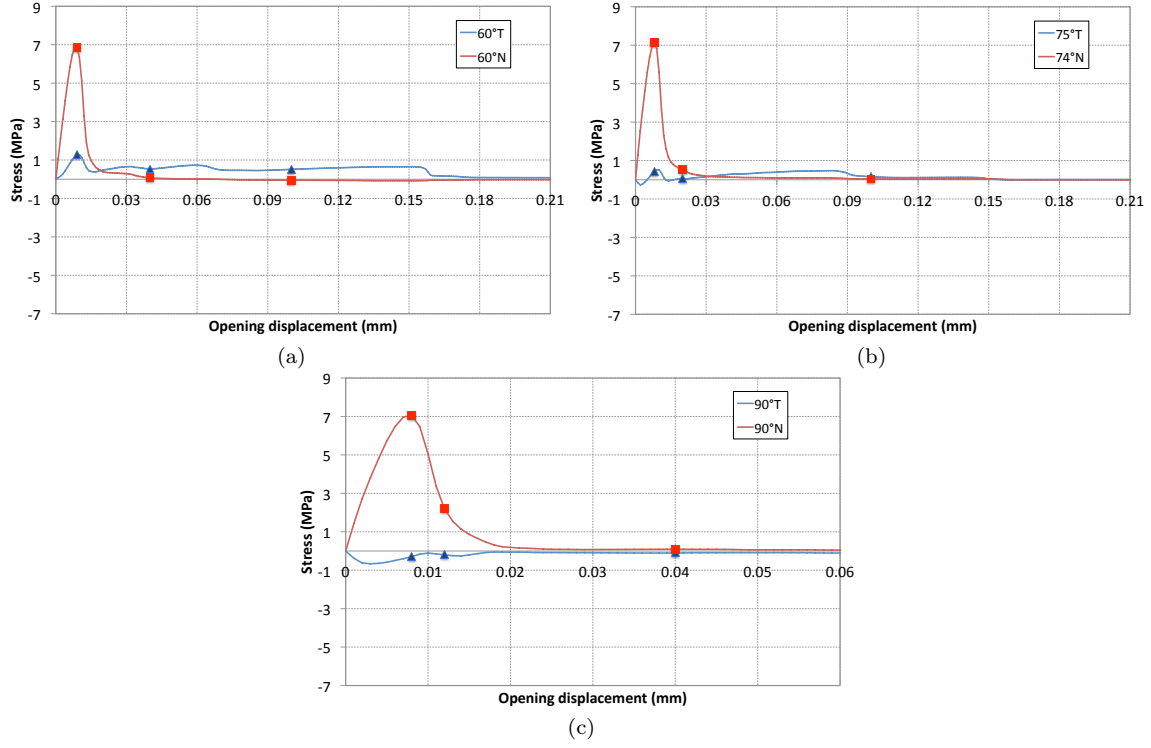 9
7
5
3
1
-1
-3
-5
-7
Stress (MPa)
0 0.03 0.06 0.09 0.12 0.15 0.18 0.21
Opening displacement (mm)
60°T
60°N
(a)
9
7
5
3
1
-1
-3
-5
-7
Stress (MPa)
0 0.03 0.06 0.09 0.12 0.15 0.18 0.21
Opening displacement (mm)
75°T
74°N
(b)
9
7
5
3
1
-1
-3
-5
-7
Stress (MPa)
0 0.01 0.02 0.03 0.04 0.05 0.06
Opening displacement (mm)
90°T
90°N
(c)